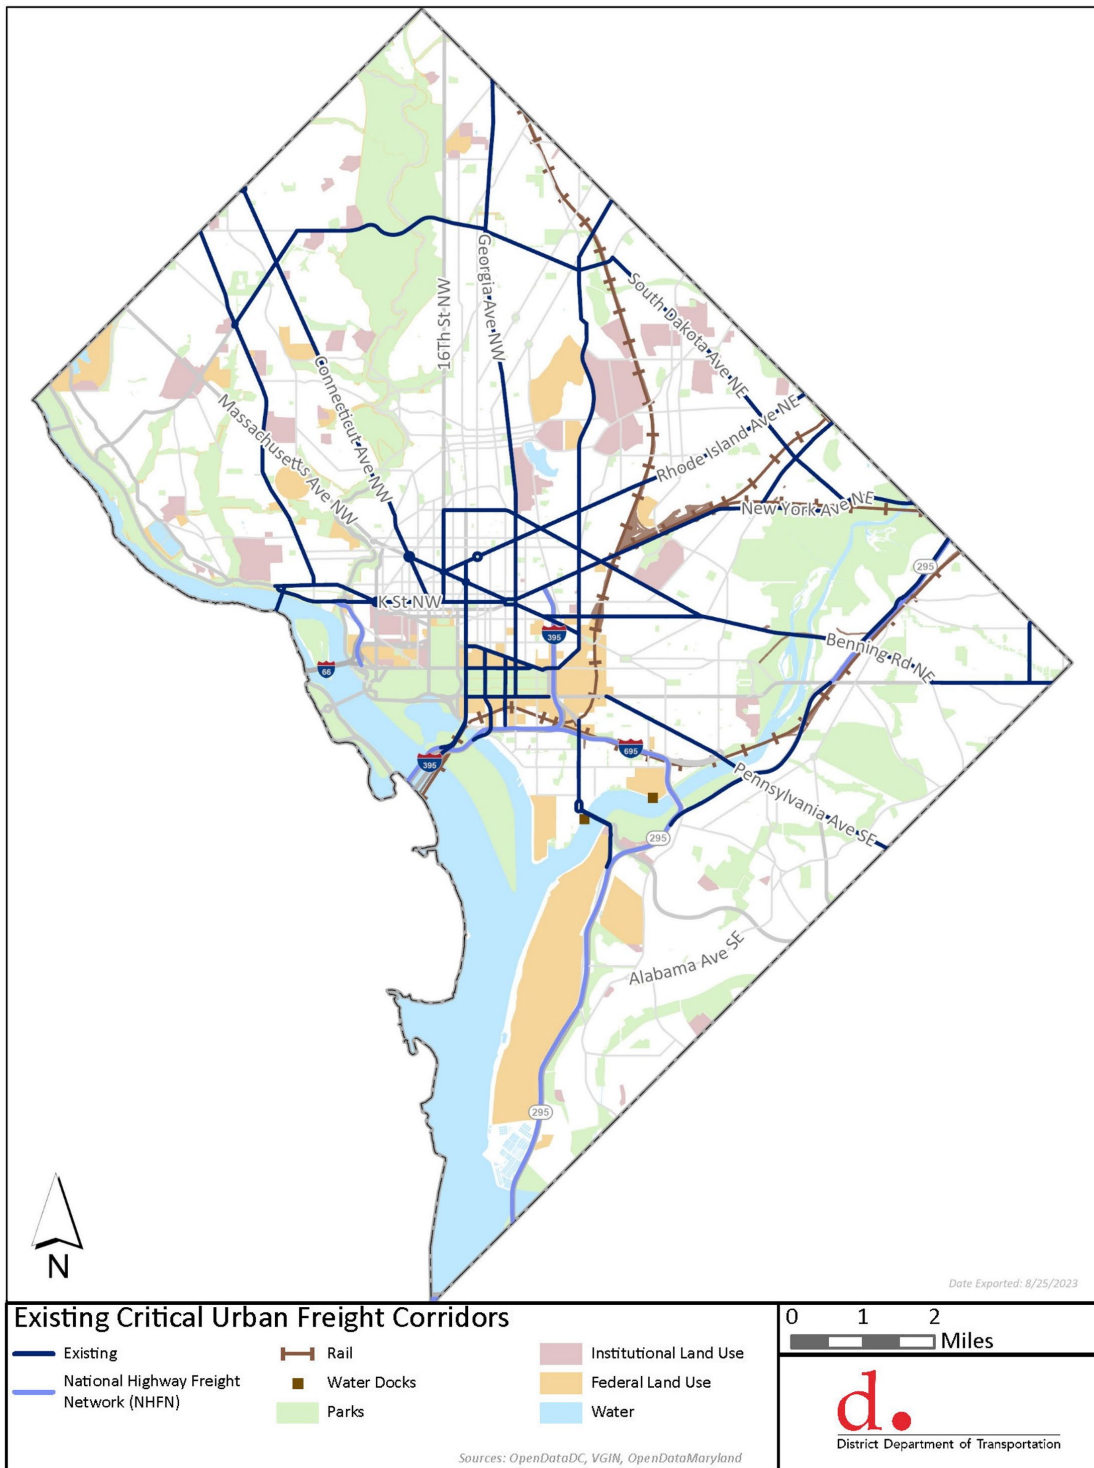 16Th St NW
Georgia Ave NW
South Dakota Ave NE
Connecticut Ave NW
Massachusetts Ave NW
Rhode Island Ave NE
New York Ave NE
295
K St NW
395
Benning Rd NE
66
695
395
Pennsylvania Ave SE
295
Alabama Ave SE
295
N
Date Exported: 8/25/2023
Existing Critical Urban Freight Corridors
Existing
National Highway Freight
Network (NHFN)
Rail
Water Docks
Parks
Institutional Land Use
Federal Land Use
Water
Sources: OpenDataDC, VGIN, OpenDataMaryland
0 1 2
Miles
d.
District Department of Transportation